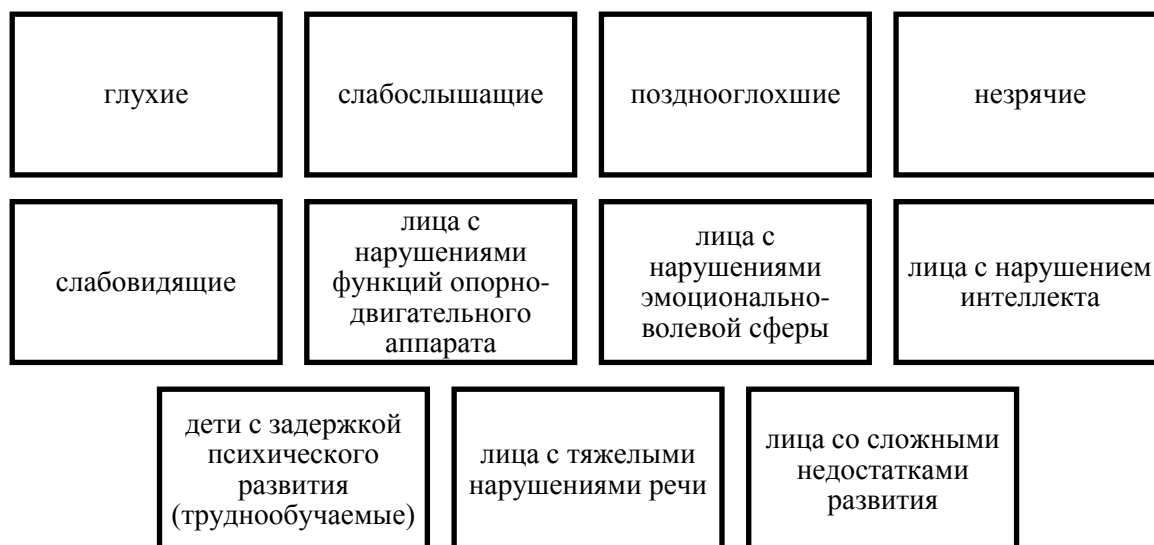 глухие
слабослышащие
позднооглохшие
незрячие
слабовидящие
лица с
нарушениями
функций опорно-
двигательного
аппарата
лица с
нарушениями
эмоционально-
волевой сферы
лица с нарушением
интеллекта
дети с задержкой
психического
развития
(труднообучаемые)
лица с тяжелыми
нарушениями речи
лица со сложными
недостатками
развития